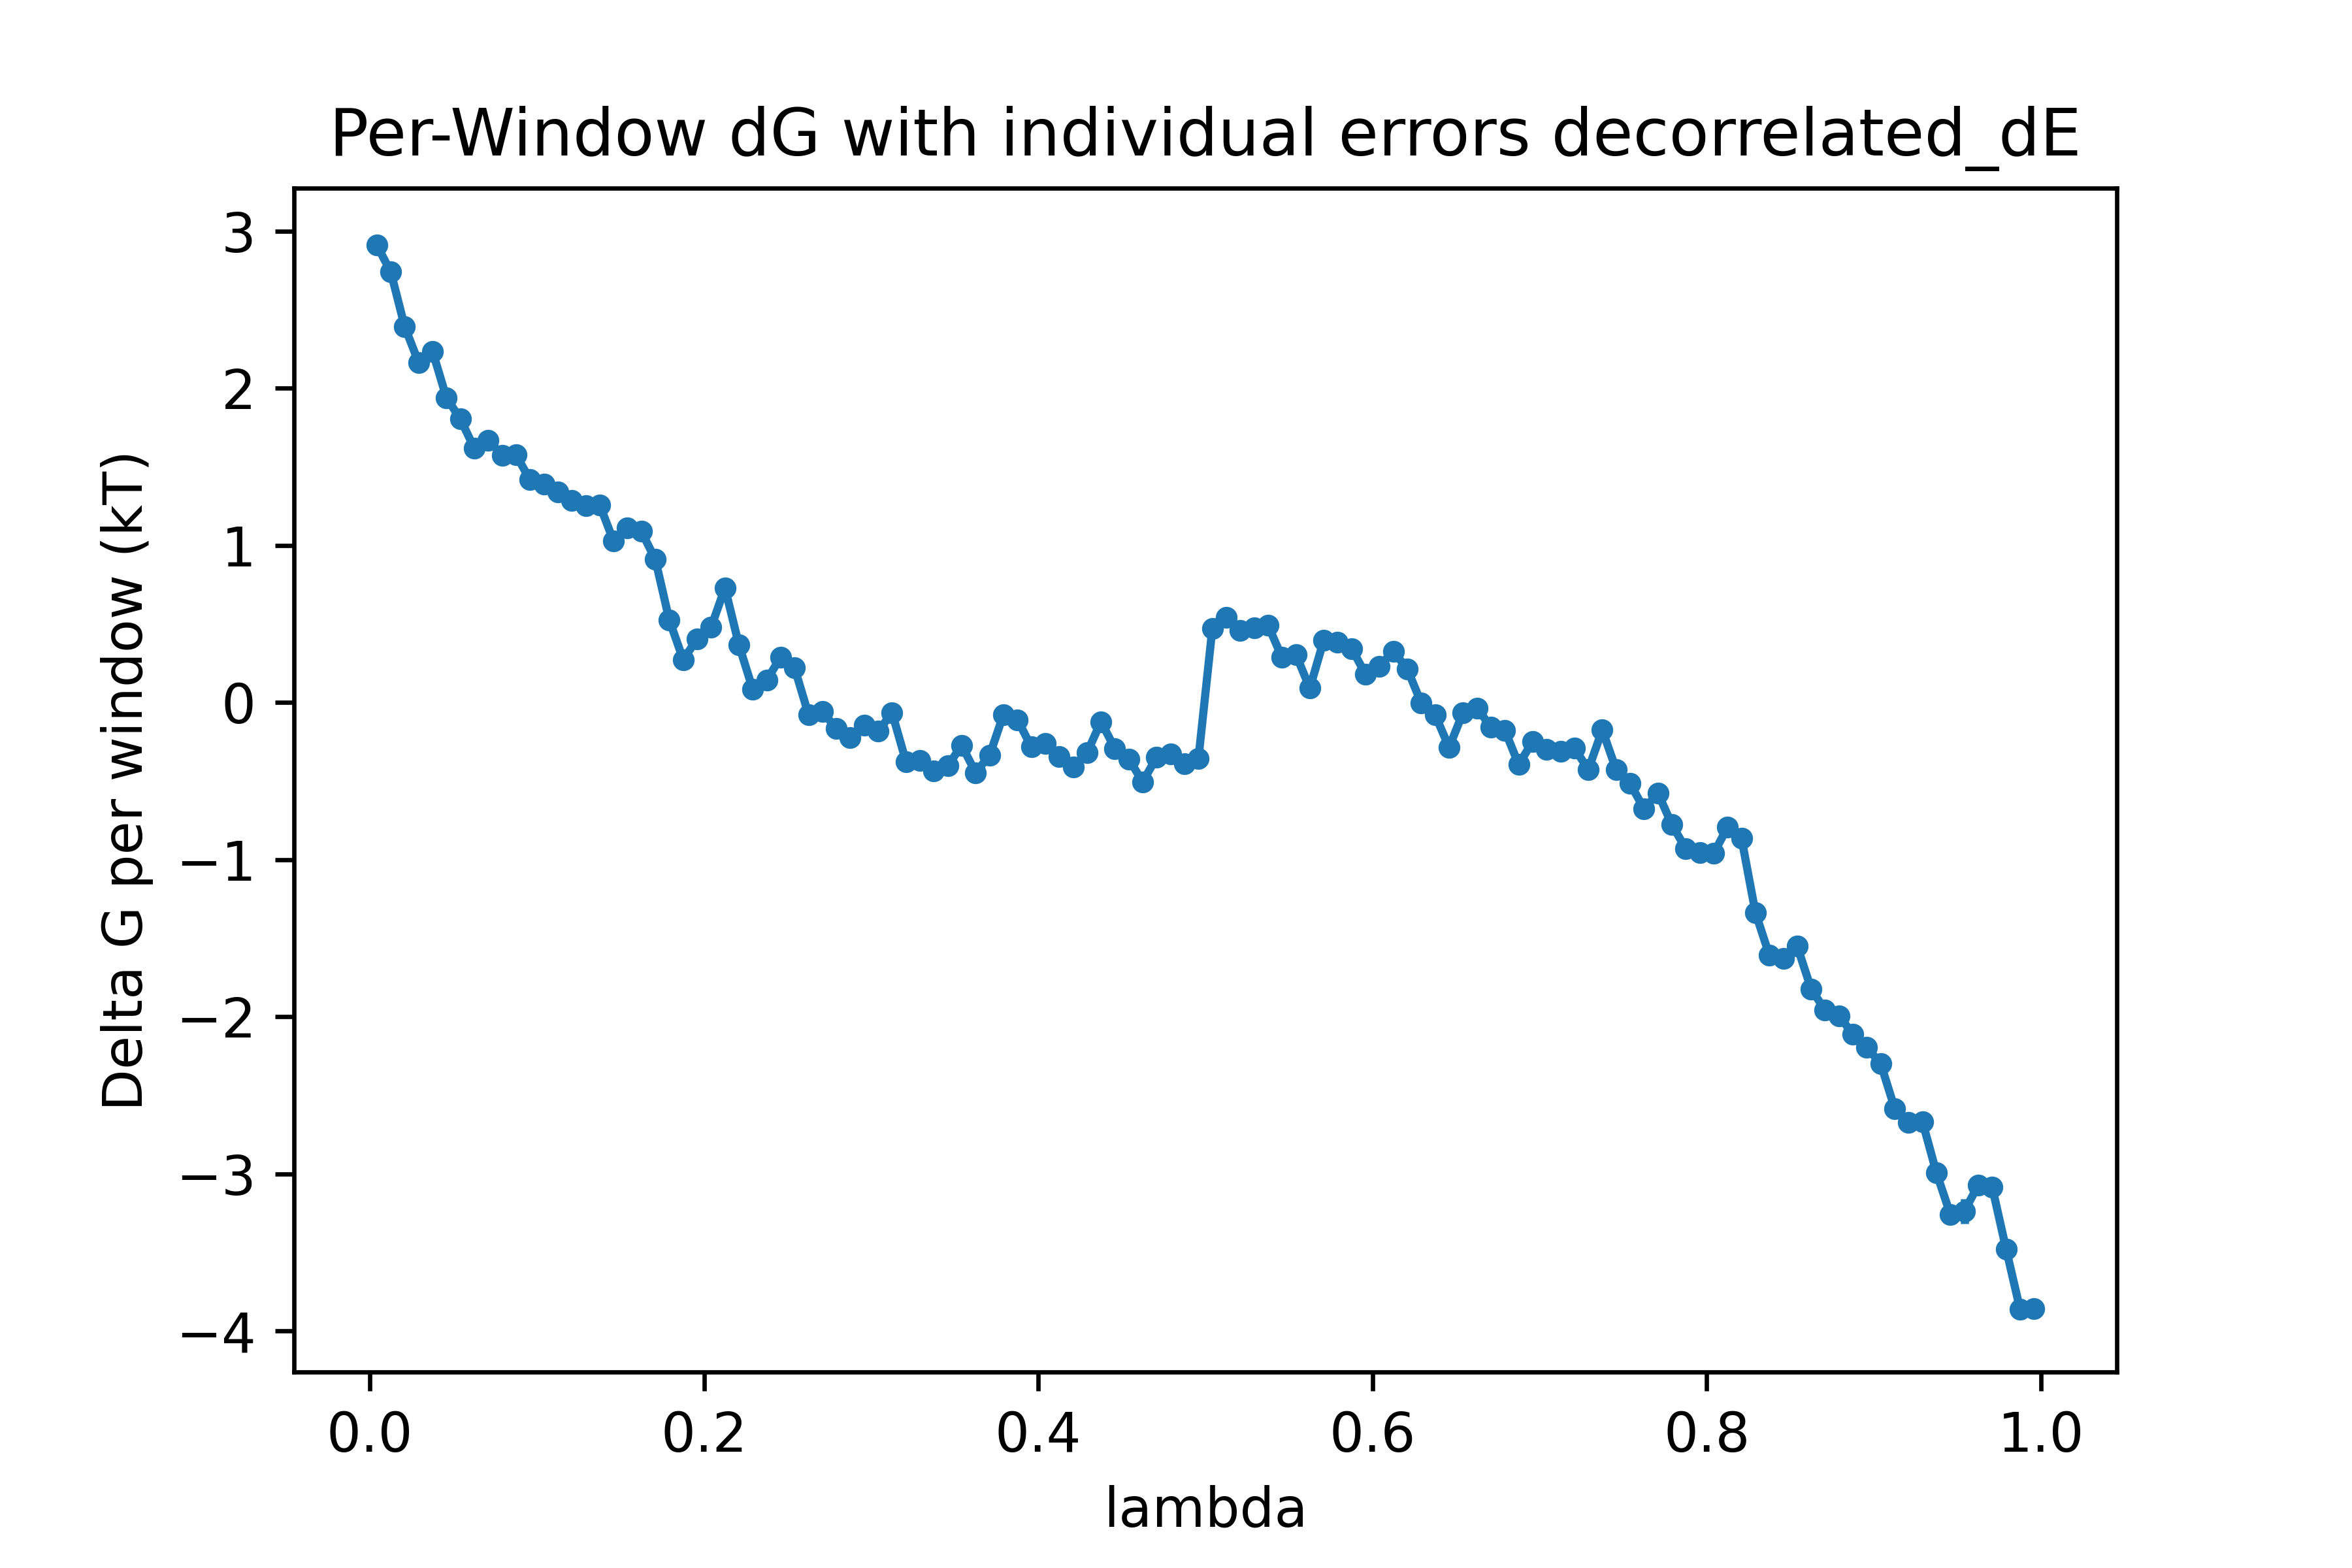 Per-Window dG with individual errors decorrelated_dE
Delta G per window (kT)
3
2
1
0
−1
−2
−3
−4
0.0 0.2 0.4 0.6 0.8 1.0
lambda